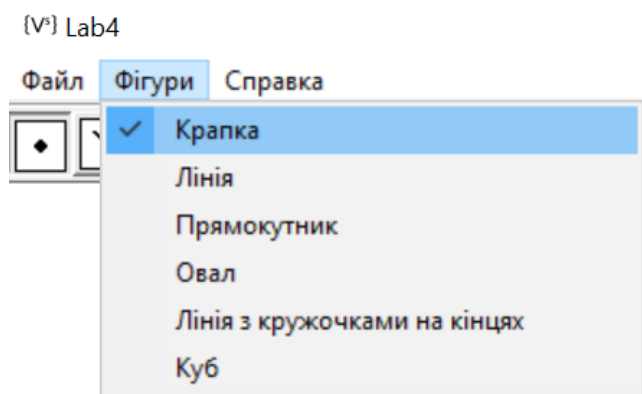 {Vˢ} Lab4
Файл Фігури Справка
Крапка
Лінія
Прямокутник
Овал
Лінія з кружочками на кінцях
Куб